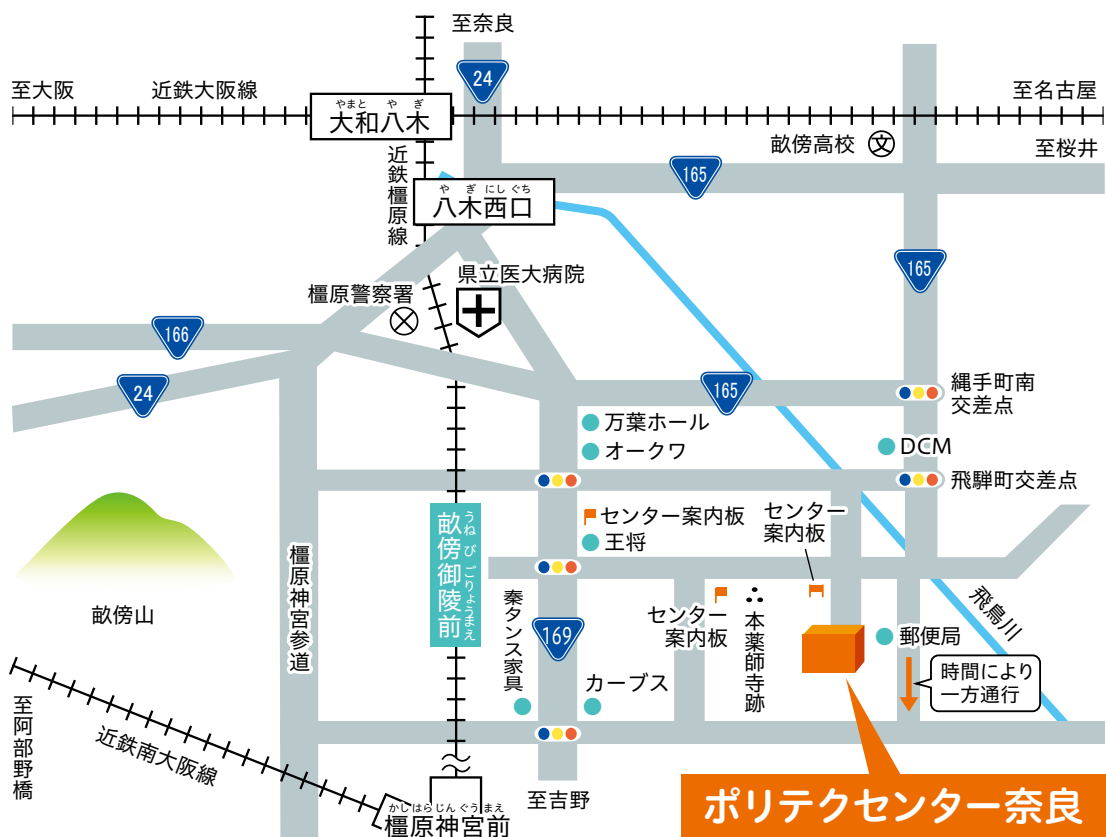 至奈良
24
至大阪
近鉄大阪線
やまと や ぎ
大和八木
至名古屋
畝傍高校
文
至桜井
近鉄橿原線
165
や ぎ にし ぐち
八木西口
165
県立医大病院
橿原警察署
166
24
165
縄手町南
交差点
万葉ホール
オークワ
DCM
飛騨町交差点
センター案内板
王将
センター
案内板
うね び ごりょうまえ
畝傍御陵前
橿原神宮参道
畝傍山
秦タンス家具
169
センター
案内板
本薬師寺跡
飛鳥川
郵便局
時間により
一方通行
カーブス
至阿部野橋
近鉄南大阪線
至吉野
かしはらじんぐうまえ
橿原神宮前
ポリテクセンター奈良